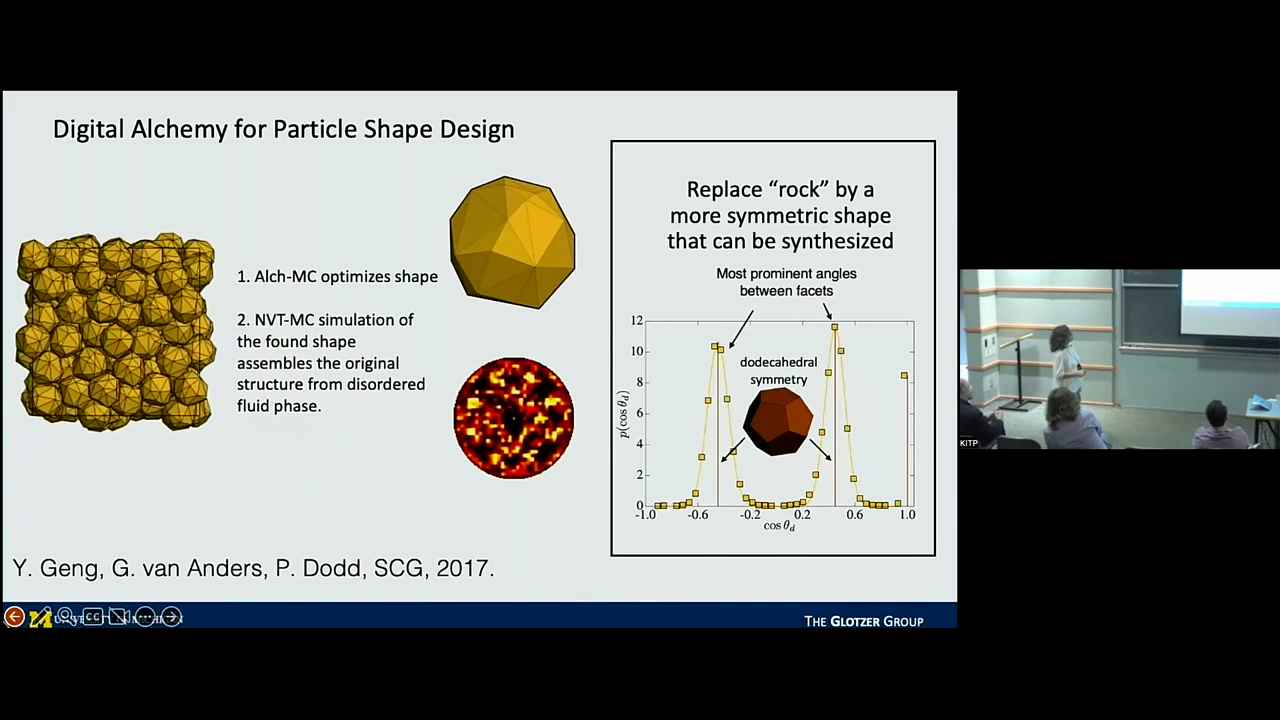 Digital Alchemy for Particle Shape Design
1. Alch-MC optimizes shape
2. NVT-MC simulation of
the found shape
assembles the original
structure from disordered
fluid phase.
Replace “rock” by a
more symmetric shape
that can be synthesized
Most prominent angles
between facets
dodecahedral
symmetry
12
10
8
6
4
2
0
p(cos θd)
-1.0 -0.6 -0.2 0.2 0.6 1.0
cos θd
Y. Geng, G. van Anders, P. Dodd, SCG, 2017.
CC
THE GLOTZER GROUP
KITP